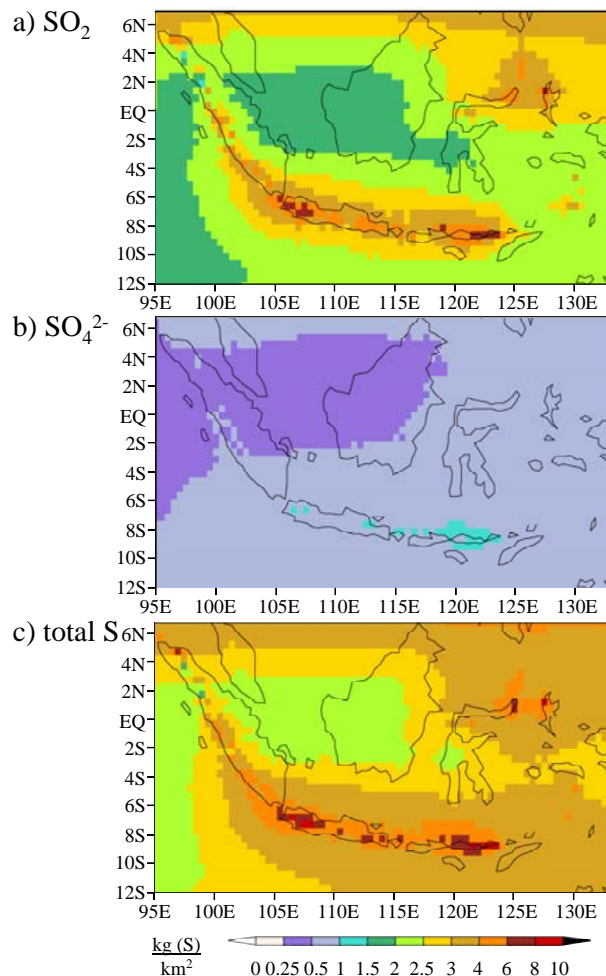 a) SO₂
6N
4N
2N
EQ
2S
4S
6S
8S
10S
12S
95E 100E 105E 110E 115E 120E 125E 130E
b) SO₄²⁻
4N
2N
EQ
2S
4S
6S
8S
10S
12S
95E 100E 105E 110E 115E 120E 125E 130E
c) total S 6N
4N
2N
EQ
2S
4S
6S
8S
10S
12S
95E 100E 105E 110E 115E 120E 125E 130E
kg (S)
km²
0 0.25 0.5 1 1.5 2 2.5 3 4 6 8 10